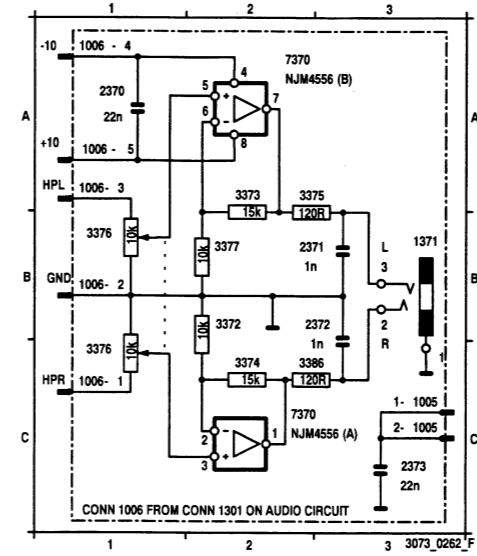 1 2 3
-10 1006 - 4
7370
NJM4556 (B)
2370
22n
4
5 +
6 -
7
8
A A
+10 1006 - 5
HPL 1006- 3
3373 3375
15k 120R
3376
10k
3377
10k
2371
1n
L
3
1371
B B
GND 1006- 2
3372
10k
2372
1n
2
R
3376
10k
3374 3386
15k 120R
1
HPR 1006- 1
7370
NJM4556 (A)
2 -
3 +
1
1- 1005
2- 1005
C C
2373
22n
CONN 1006 FROM CONN 1301 ON AUDIO CIRCUIT
1 2 3 3073_0262_F